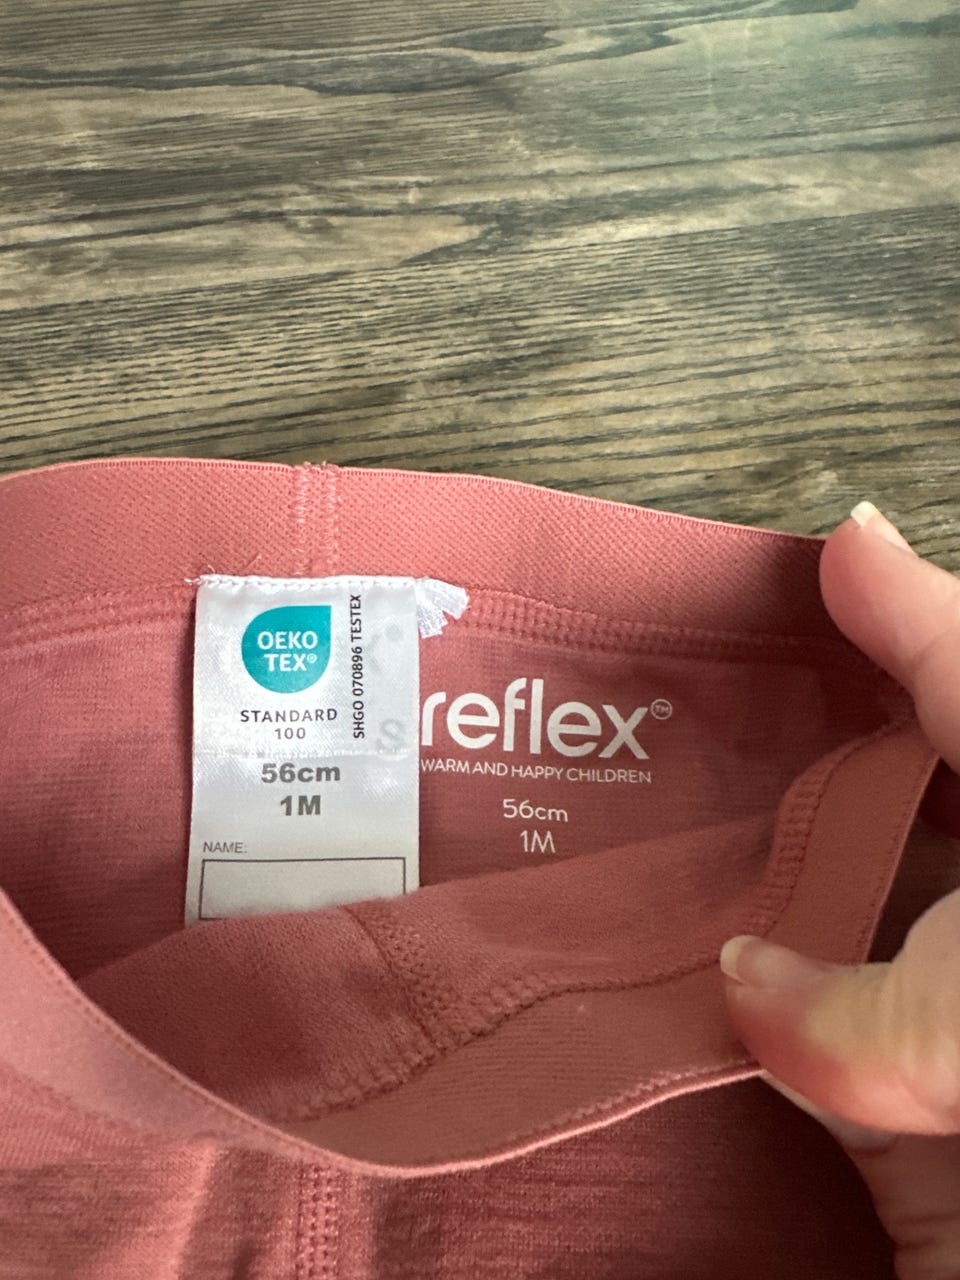 OEKO
TEX®
SHGO 070896 TESTEX
STANDARD
100
56cm
1M
NAME:
reflex™
WARM AND HAPPY CHILDREN
56cm
1M